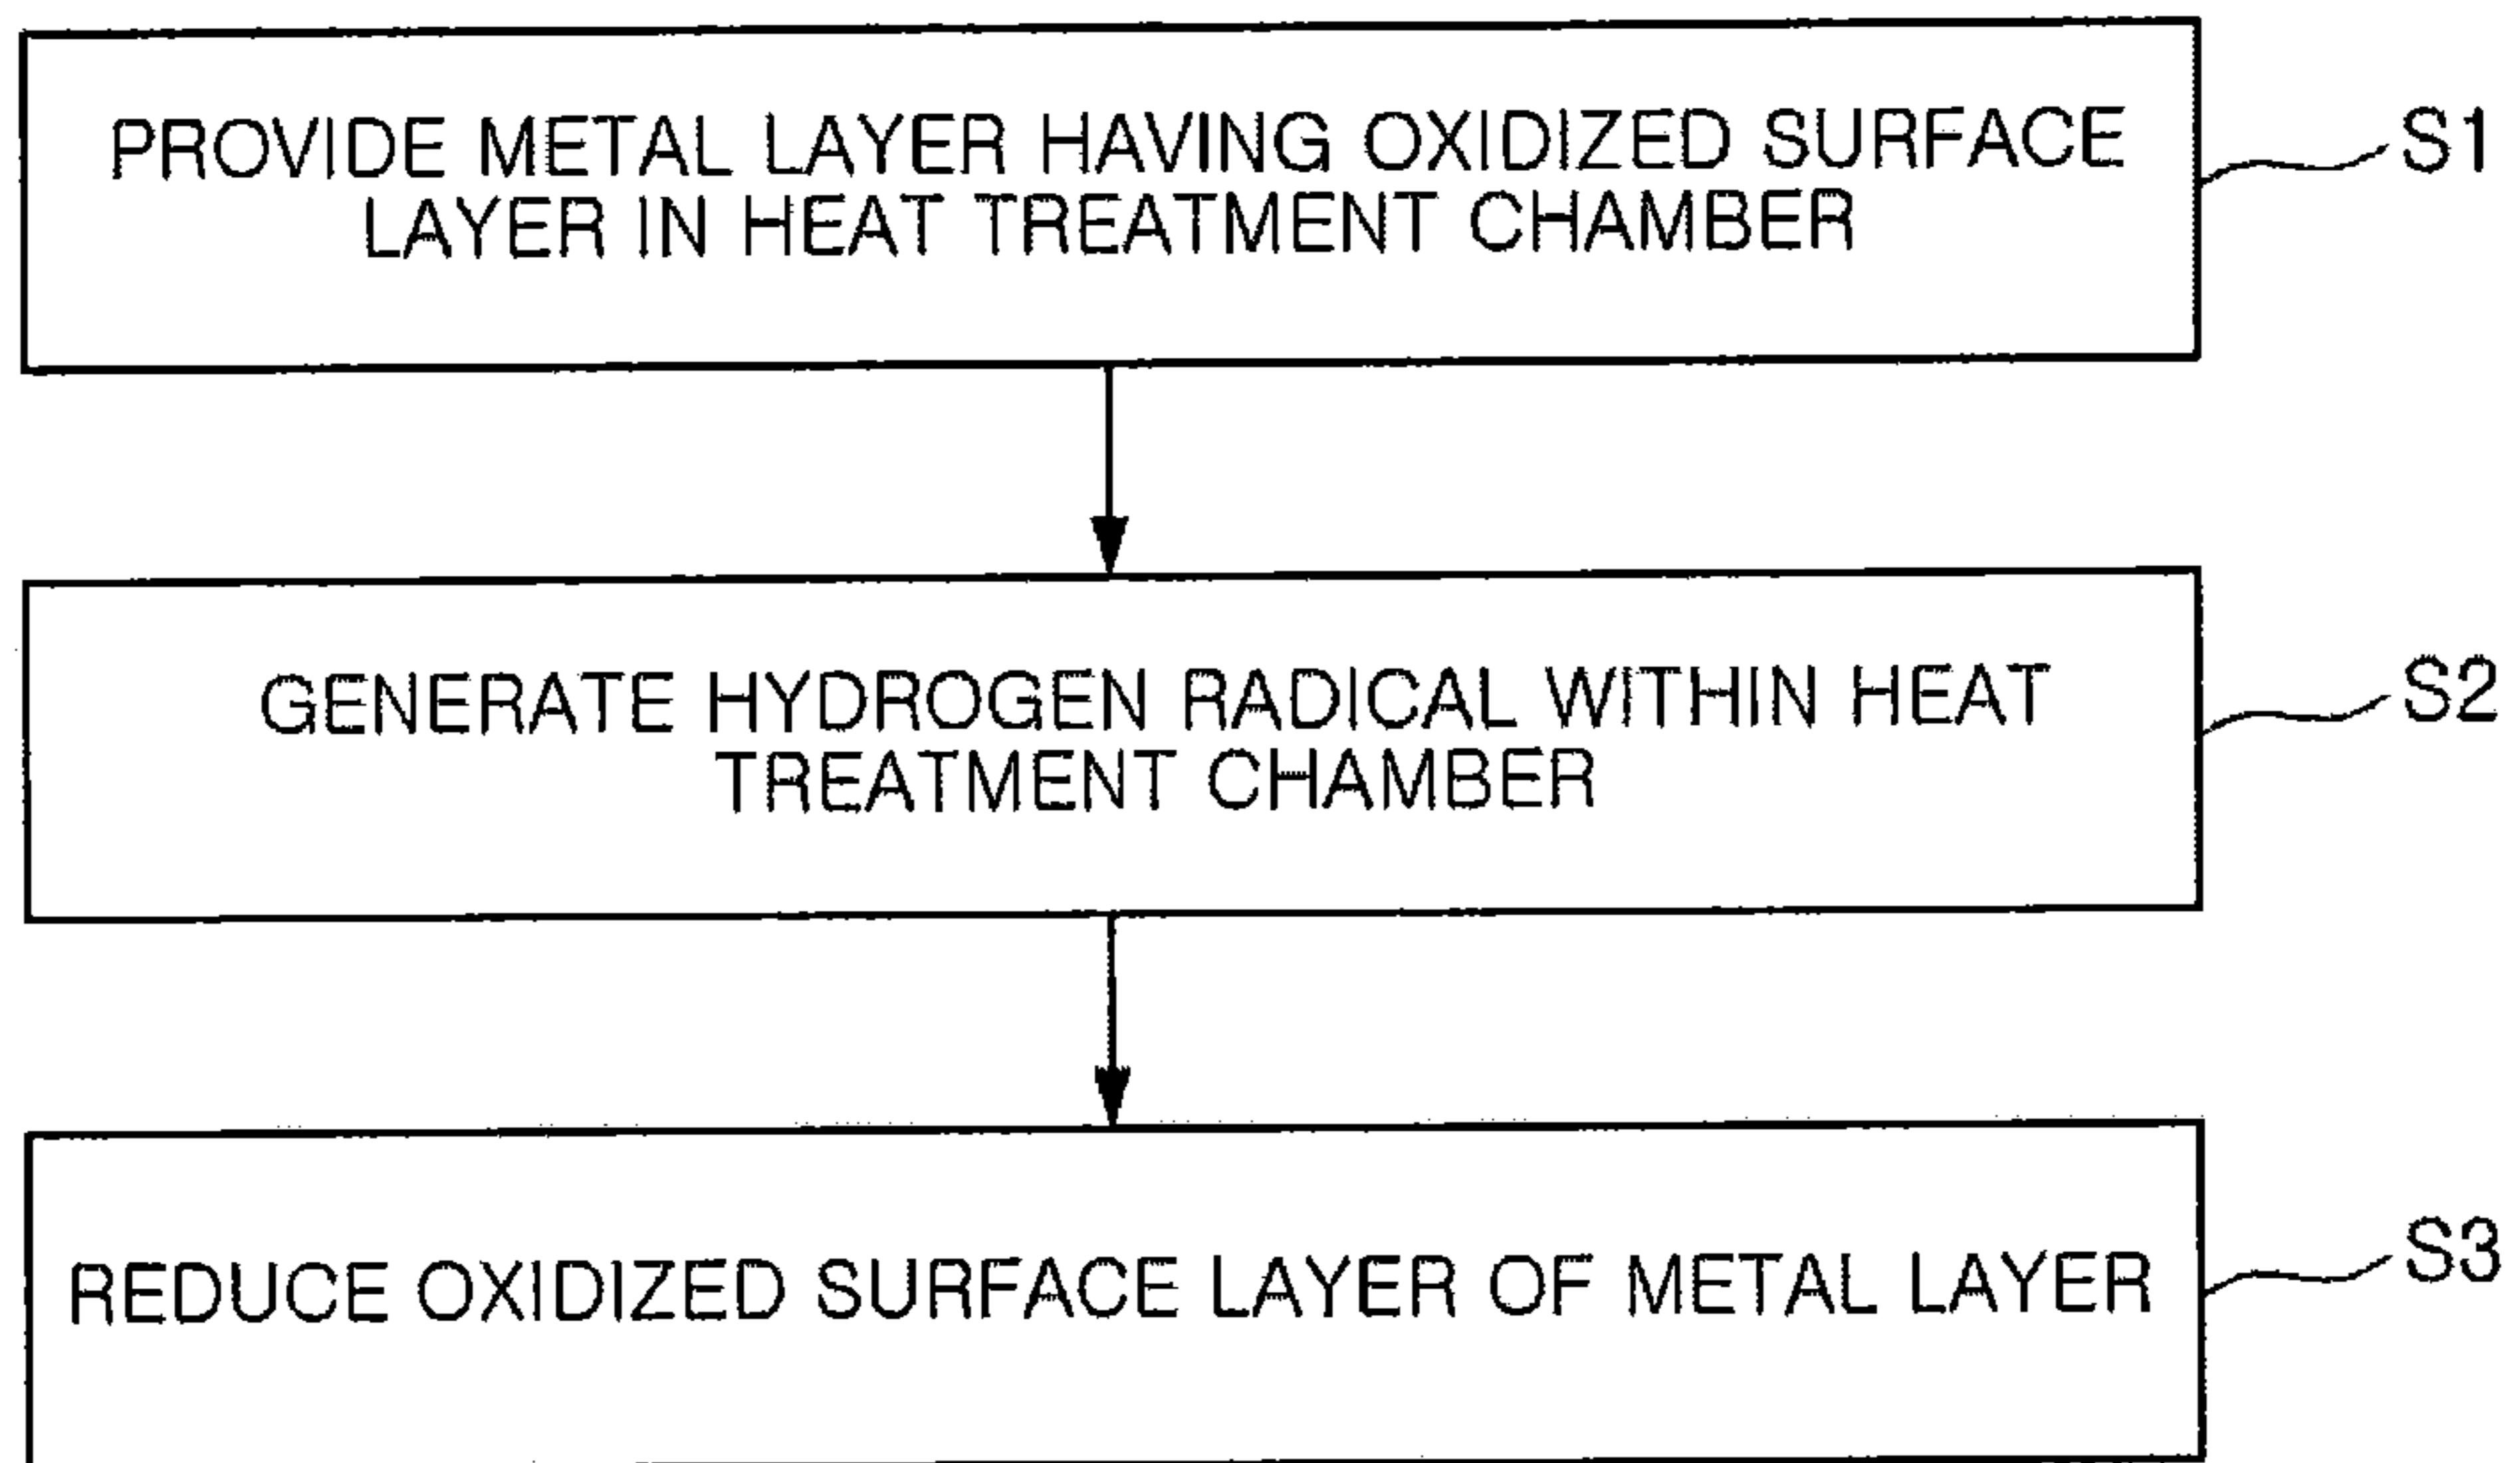 PROVIDE METAL LAYER HAVING OXIDIZED SURFACE
LAYER IN HEAT TREATMENT CHAMBER
S1
GENERATE HYDROGEN RADICAL WITHIN HEAT
TREATMENT CHAMBER
S2
REDUCE OXIDIZED SURFACE LAYER OF METAL LAYER
S3